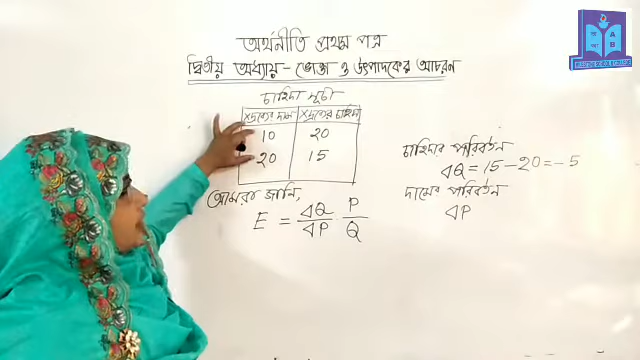 অর্থনীতি প্রথম পত্র
দ্বিতীয় অধ্যায় - ভোক্তা ও উৎপাদকের আচরন
চাহিদা সূচী
X দ্রব্যের দাম X দ্রব্যের চাহিদা
10 20
20 15
আমরা জানি,
E = ΔQ/ΔP · P/Q
চাহিদার পরিবর্তন
ΔQ = 15 - 20 = - 5
দামের পরিবর্তন
ΔP
A B